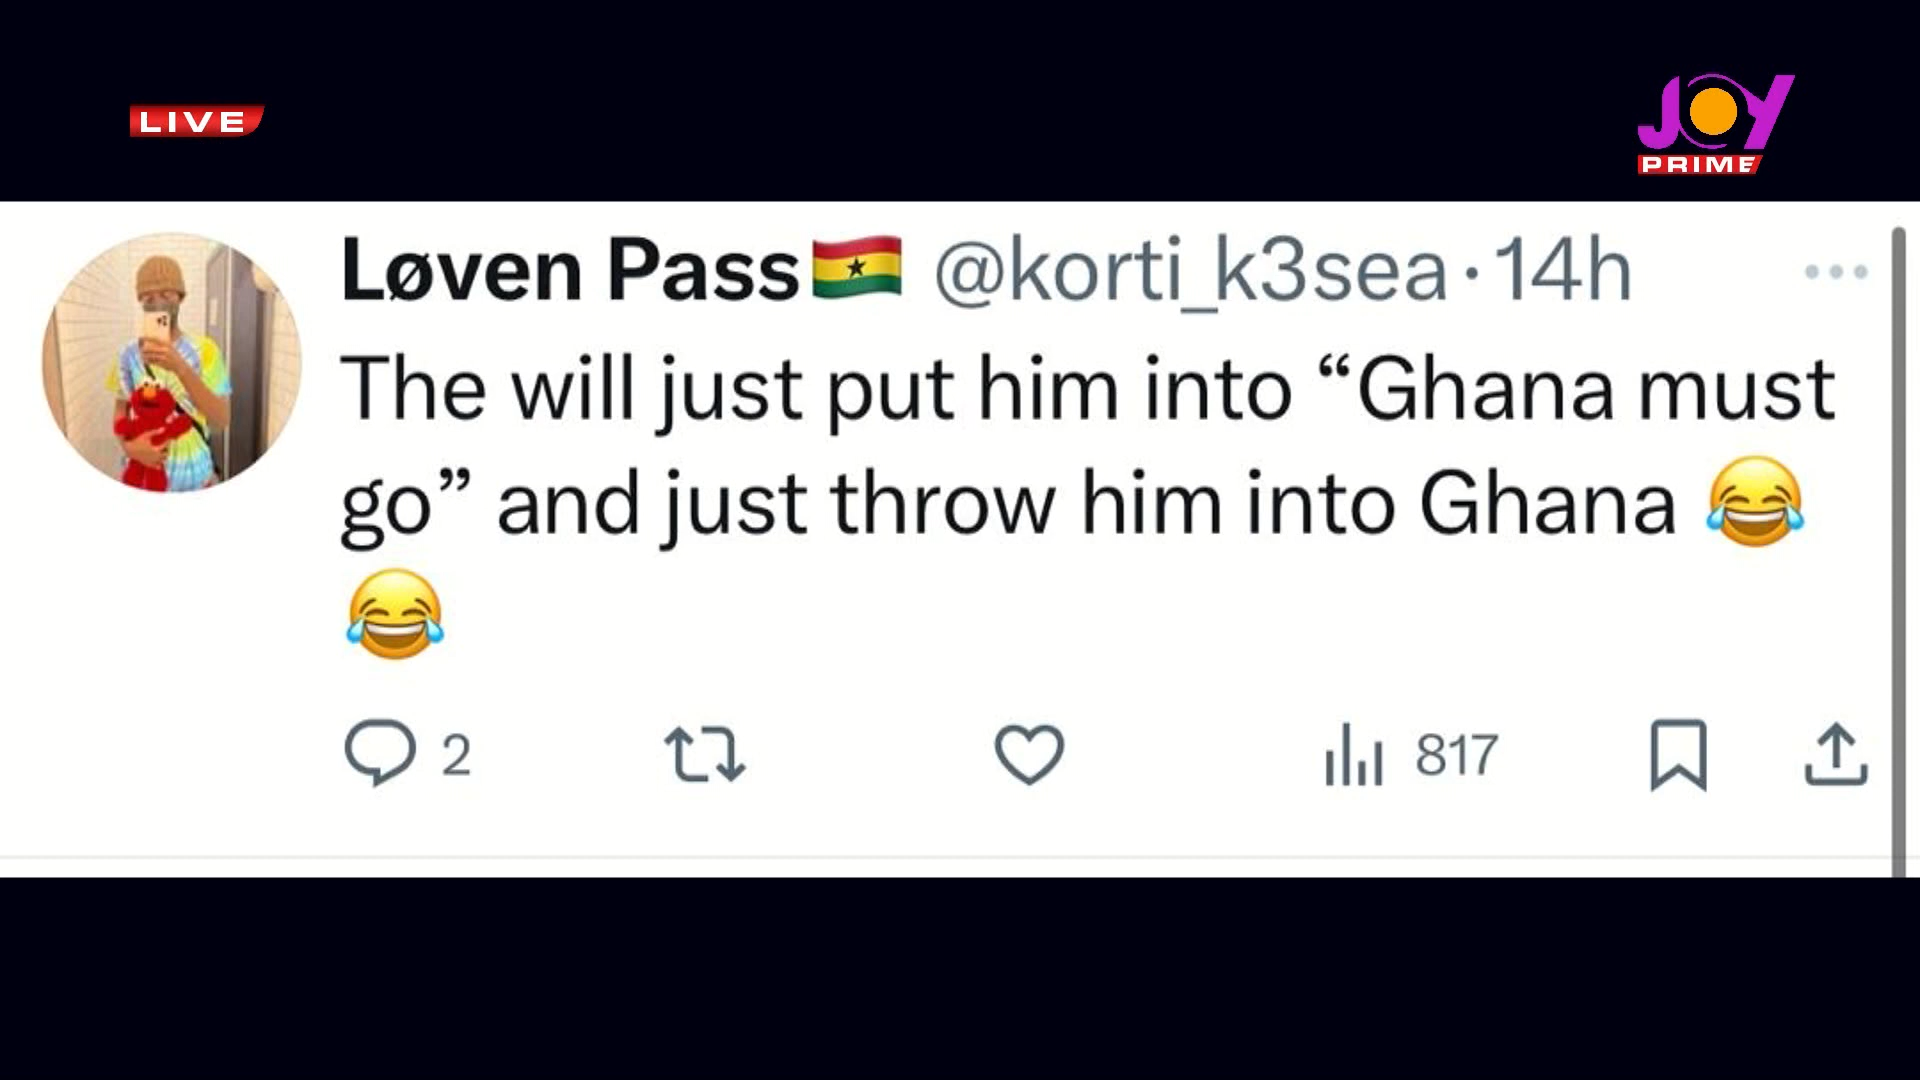 LIVE
JOY
PRIME
Løven Pass🇬🇭 @korti_k3sea · 14h
The will just put him into “Ghana must
go” and just throw him into Ghana 😂
😂
2 817